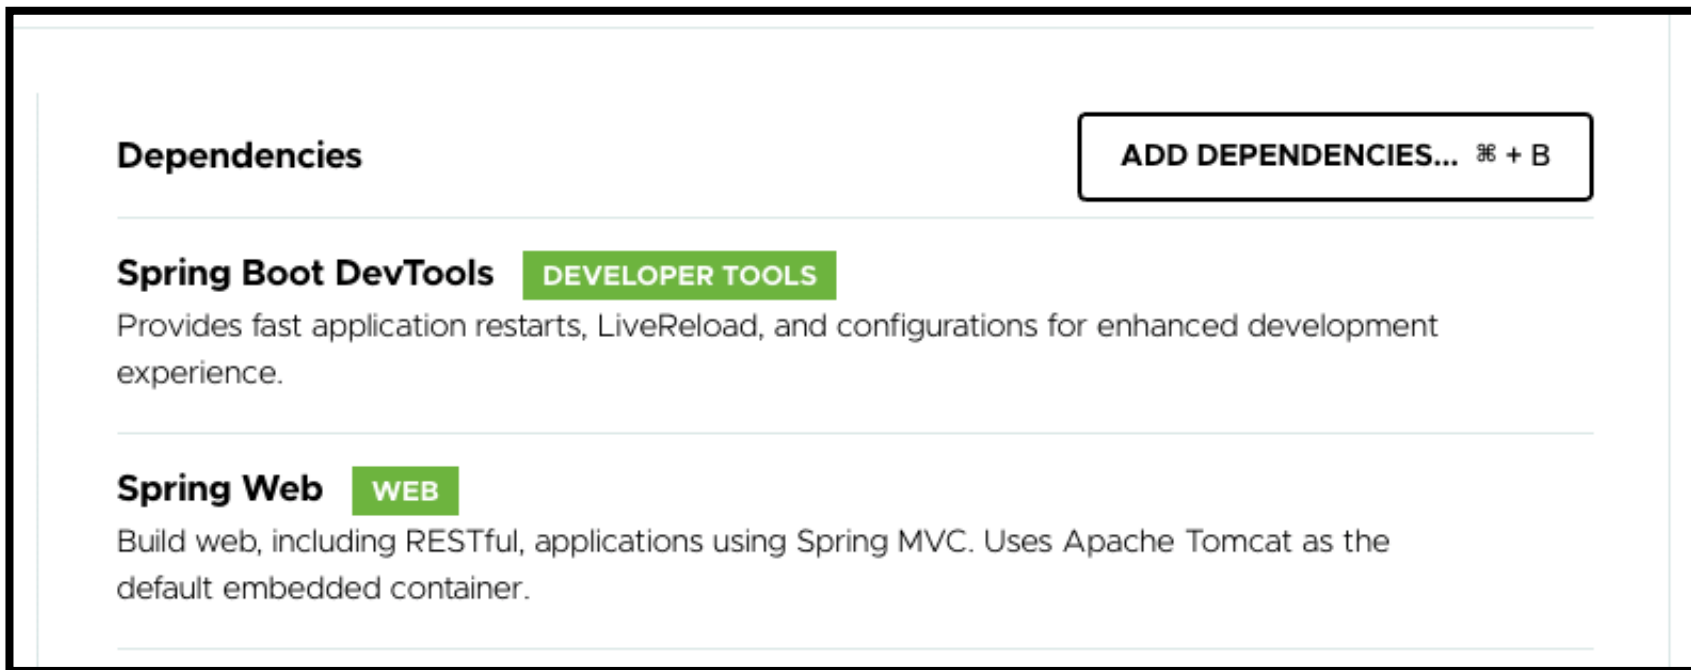 Dependencies
ADD DEPENDENCIES... ⌘ + B
Spring Boot DevTools DEVELOPER TOOLS
Provides fast application restarts, LiveReload, and configurations for enhanced development
experience.
Spring Web WEB
Build web, including RESTful, applications using Spring MVC. Uses Apache Tomcat as the
default embedded container.